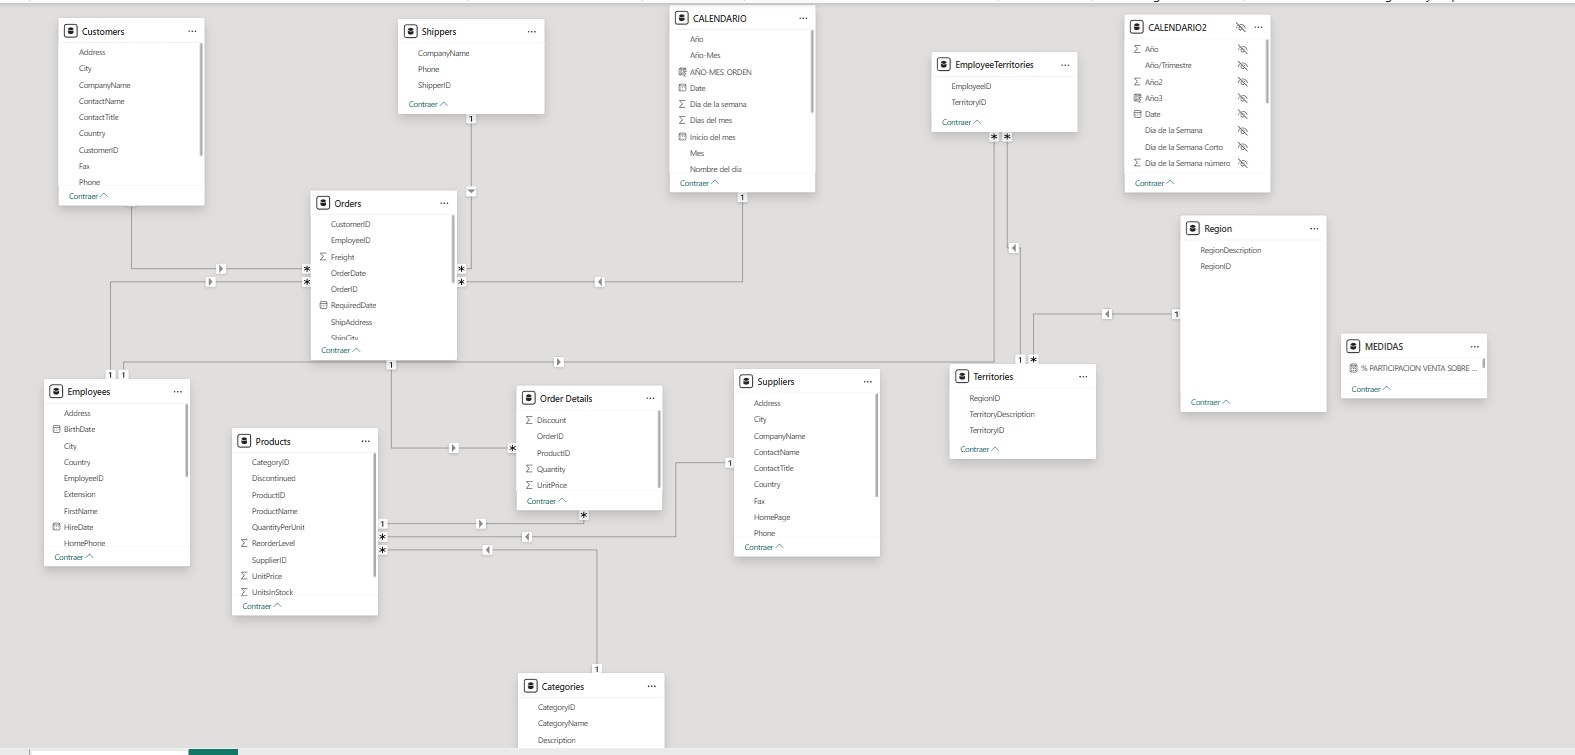 Customers
Address
City
CompanyName
ContactName
ContactTitle
Country
CustomerID
Fax
Phone
Contraer
Shippers
CompanyName
Phone
ShipperID
Contraer
1
CALENDARIO
Año
Año-Mes
AÑO-MES ORDEN
Date
Dia de la semana
Días del mes
Inicio del mes
Mes
Nombre del dia
Contraer
1
EmployeeTerritories
EmployeeID
TerritoryID
Contraer
* *
CALENDARIO2
Año
Año/Trimestre
Año2
Año3
Date
Dia de la Semana
Dia de la Semana Corto
Dia de la Semana número
Contraer
Orders
CustomerID
EmployeeID
Freight
OrderDate
OrderID
RequiredDate
ShipAddress
ShipCity
Contraer
* *
* *
1
Region
RegionDescription
RegionID
Contraer
1
MEDIDAS
% PARTICIPACION VENTA SOBRE ...
Contraer
1 1
Employees
Address
BirthDate
City
Country
EmployeeID
Extension
FirstName
HireDate
HomePhone
Contraer
Products
CategoryID
Discontinued
ProductID
ProductName
QuantityPerUnit
ReorderLevel
SupplierID
UnitPrice
UnitsInStock
Contraer
1
*
*
Order Details
Discount
OrderID
ProductID
Quantity
UnitPrice
Contraer
*
*
Suppliers
Address
City
CompanyName
ContactName
ContactTitle
Country
Fax
HomePage
Phone
Contraer
1
1 *
Territories
RegionID
TerritoryDescription
TerritoryID
Contraer
1
Categories
CategoryID
CategoryName
Description